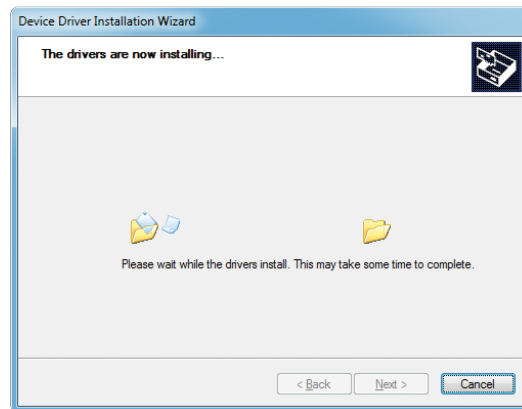 Device Driver Installation Wizard
The drivers are now installing...
Please wait while the drivers install. This may take some time to complete.
< Back
Next >
Cancel